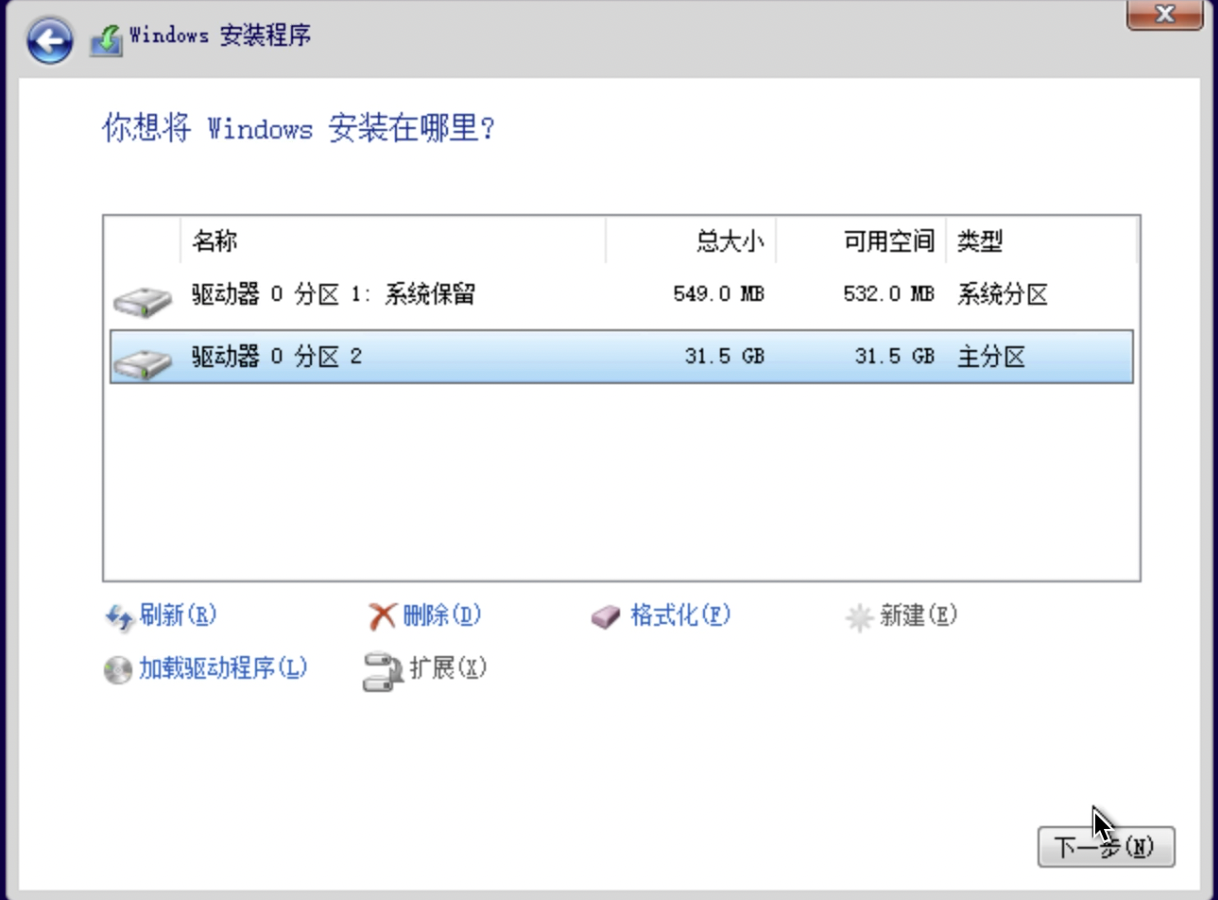 Windows 安装程序
你想将 Windows 安装在哪里?
名称 总大小 可用空间 类型
驱动器 0 分区 1: 系统保留 549.0 MB 532.0 MB 系统分区
驱动器 0 分区 2 31.5 GB 31.5 GB 主分区
刷新(R) 删除(D) 格式化(F) 新建(E)
加载驱动程序(L) 扩展(X)
下一步(N)